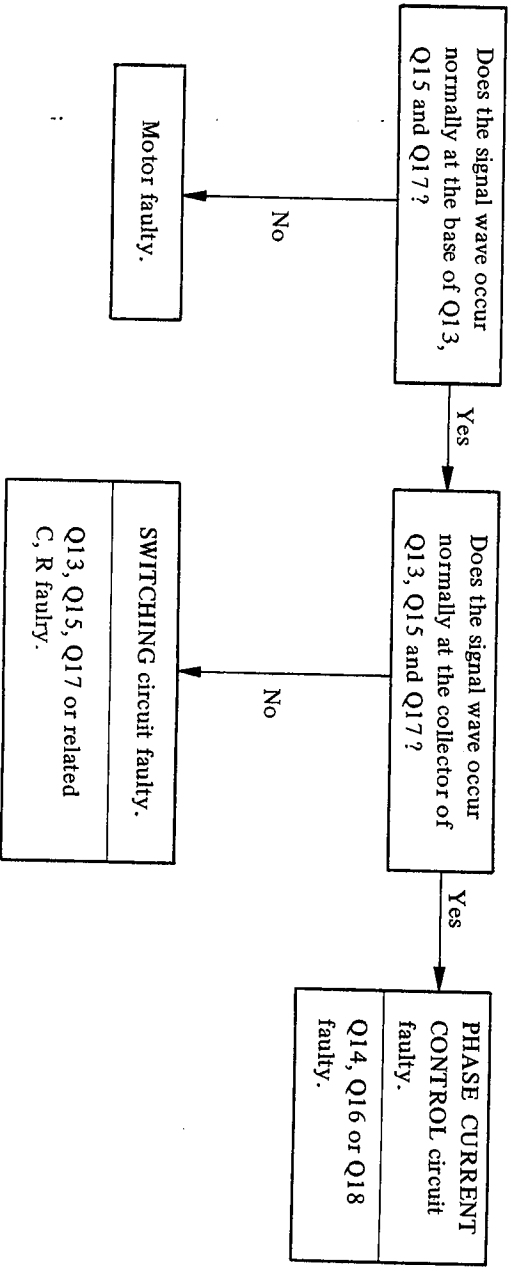 Does the signal wave occur
normally at the base of Q13,
Q15 and Q17?
Yes
No
Motor faulty.
Does the signal wave occur
normally at the collector of
Q13, Q15 and Q17?
Yes
No
SWITCHING circuit faulty.
Q13, Q15, Q17 or related
C, R faulry.
PHASE CURRENT
CONTROL circuit
faulty.
Q14, Q16 or Q18
faulty.